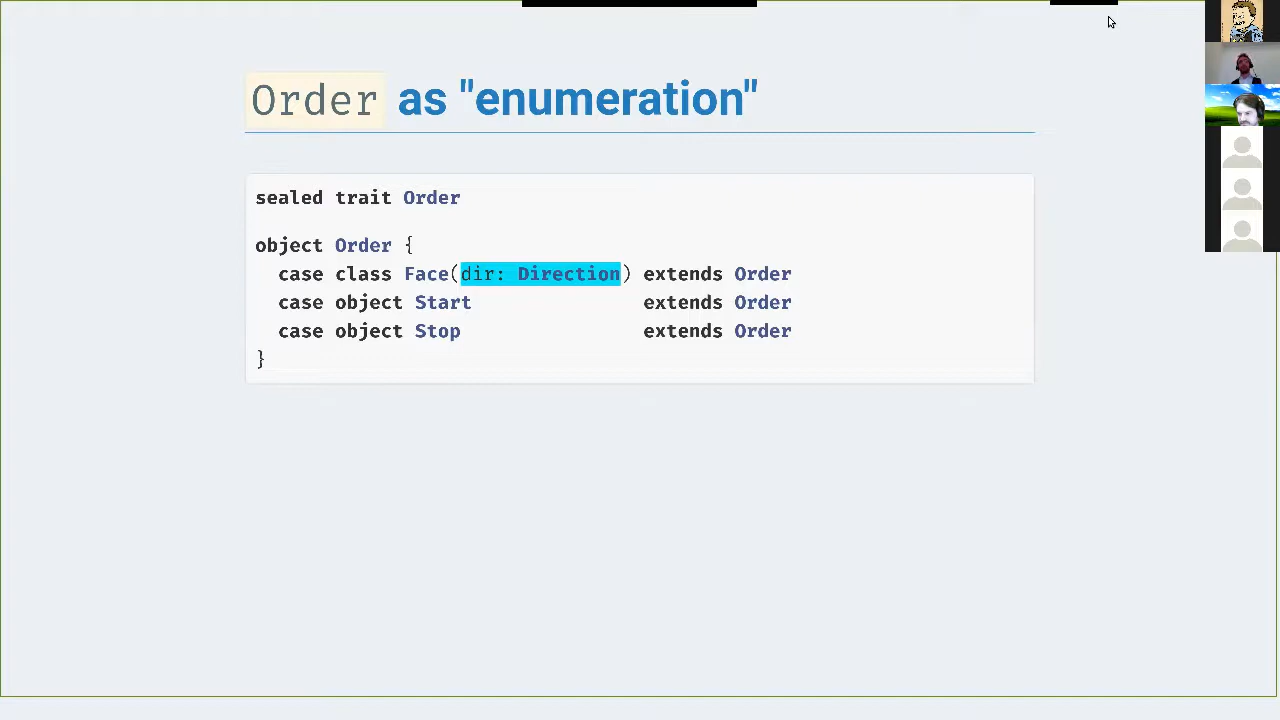 Order as "enumeration"
sealed trait Order
object Order {
  case class Face(dir: Direction) extends Order
  case object Start               extends Order
  case object Stop                extends Order
}